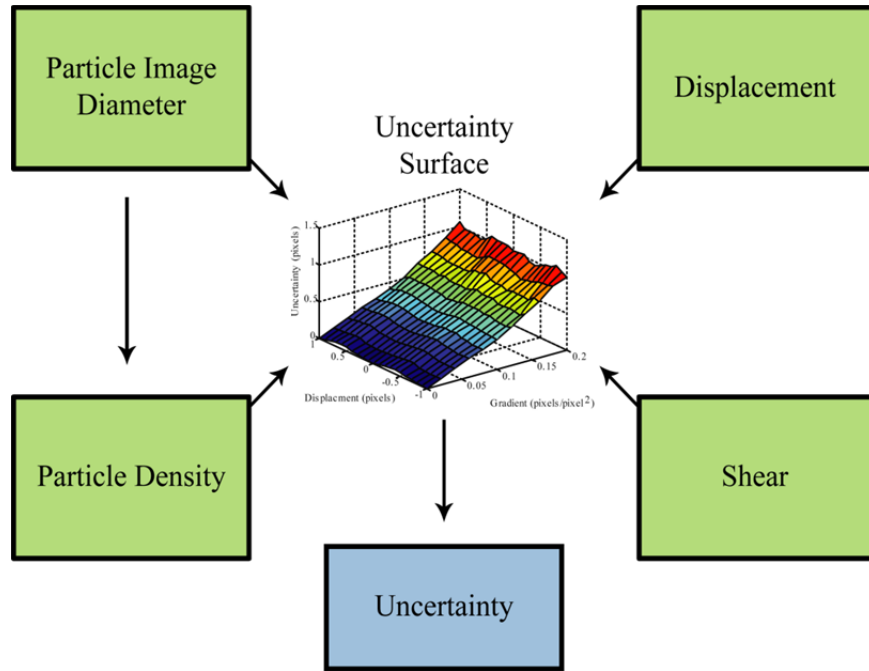 Particle Image
Diameter
Displacement
Uncertainty
Surface
Uncertainty (pixels)
1.5
1
0.5
0
1
0.5
0
-0.5
-1
Displacment (pixels)
0
0.05
0.1
0.15
0.2
Gradient (pixels/pixel²)
Particle Density
Shear
Uncertainty